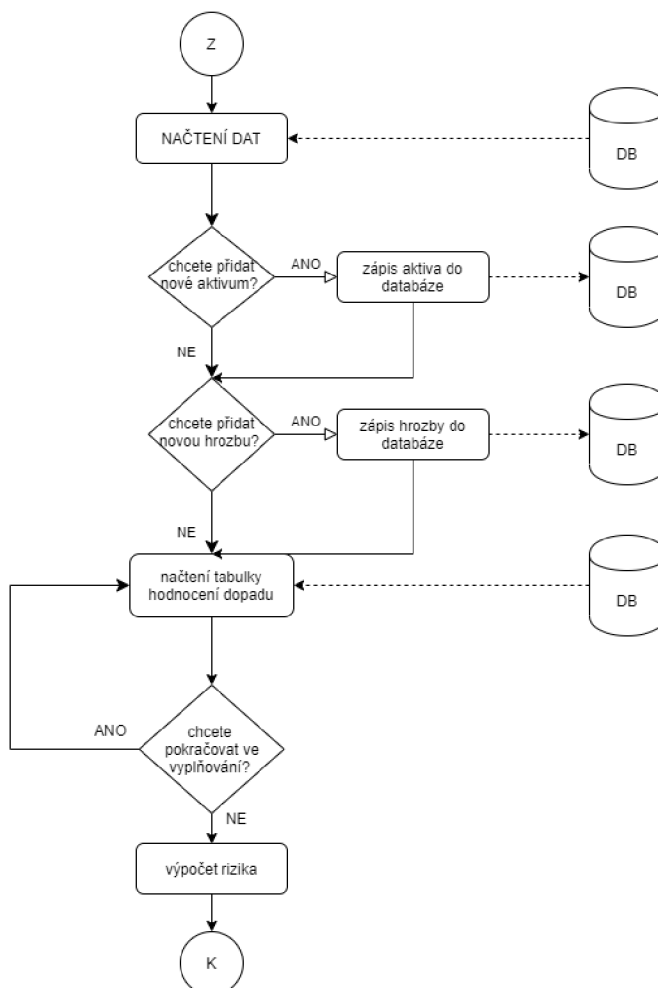 Z
NAČTENÍ DAT
DB
chcete přidat
nové aktivum?
ANO
zápis aktiva do
databáze
DB
NE
chcete přidat
novou hrozbu?
ANO
zápis hrozby do
databáze
DB
NE
načtení tabulky
hodnocení dopadu
DB
ANO
chcete
pokračovat ve
vyplňování?
NE
výpočet rizika
K